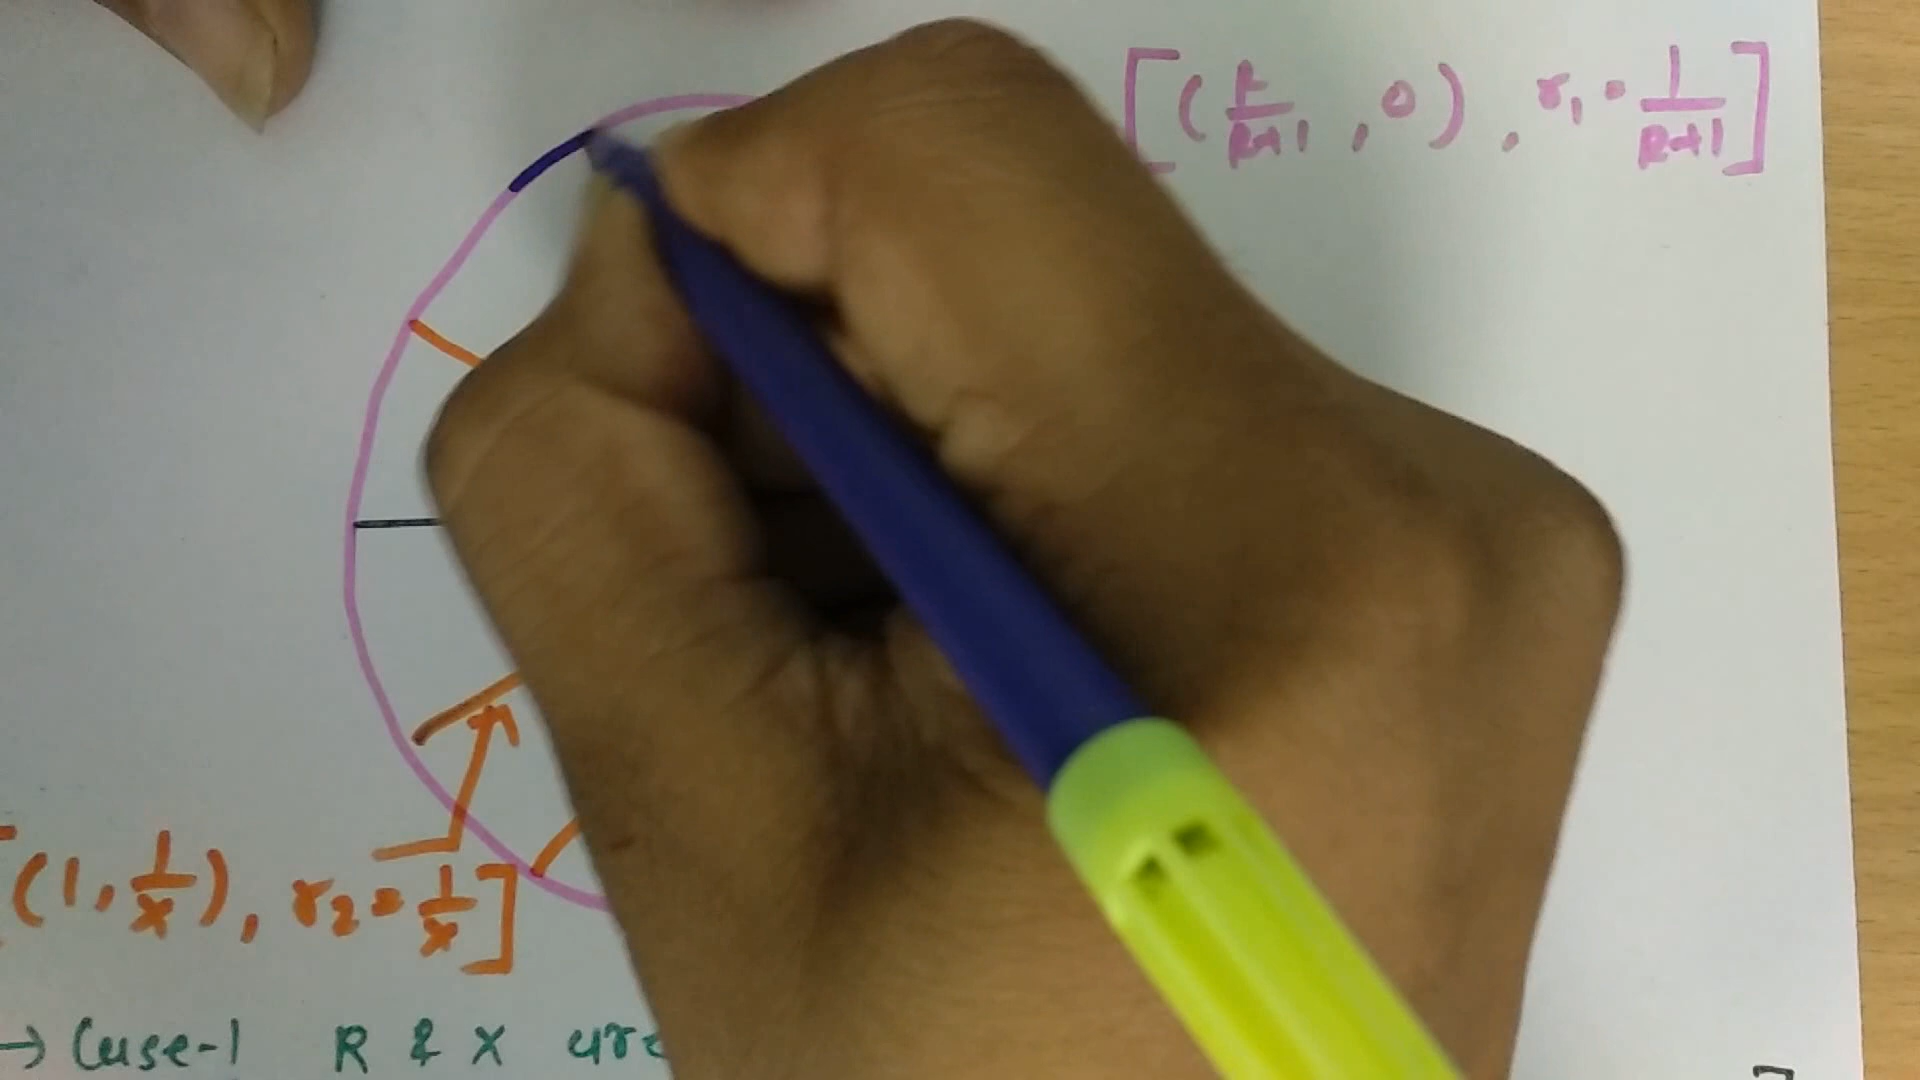 [(R/R+1, 0), r₁ = 1/R+1]
[(1, 1/x), r₂ = 1/x]
→ Case-1 R & X are
]